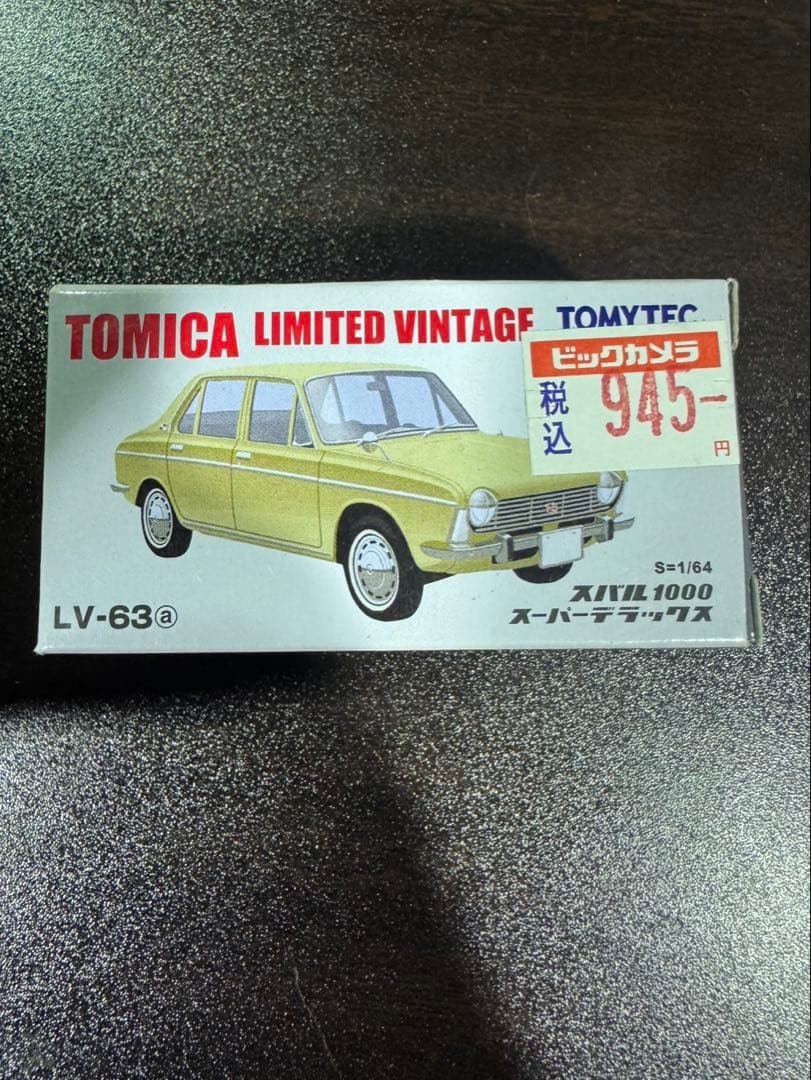 TOMICA LIMITED VINTAGE TOMYTEC
ビックカメラ
税込 945-円
S=1/64
スバル1000
スーパーデラックス
LV-63ⓐ